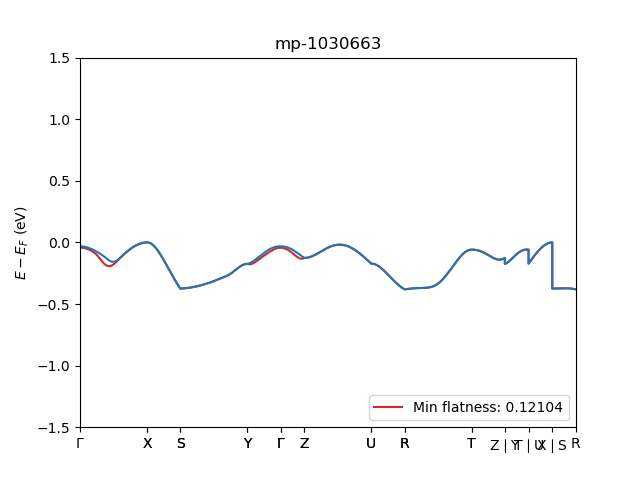 mp-1030663
1.5
1.0
0.5
0.0
−0.5
−1.0
−1.5
E − E_F (eV)
Min flatness: 0.12104
Γ X S Y Γ Z U R T Z | Y T | U X | S R